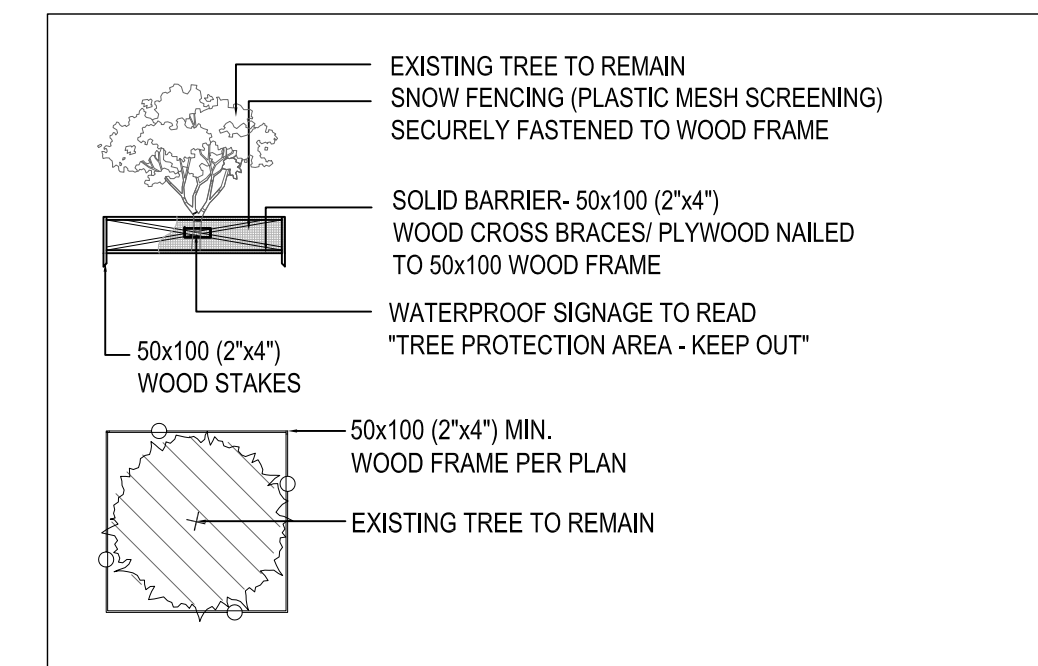 EXISTING TREE TO REMAIN
SNOW FENCING (PLASTIC MESH SCREENING)
SECURELY FASTENED TO WOOD FRAME
SOLID BARRIER- 50x100 (2"x4")
WOOD CROSS BRACES/ PLYWOOD NAILED
TO 50x100 WOOD FRAME
WATERPROOF SIGNAGE TO READ
"TREE PROTECTION AREA - KEEP OUT"
50x100 (2"x4")
WOOD STAKES
50x100 (2"x4") MIN.
WOOD FRAME PER PLAN
EXISTING TREE TO REMAIN